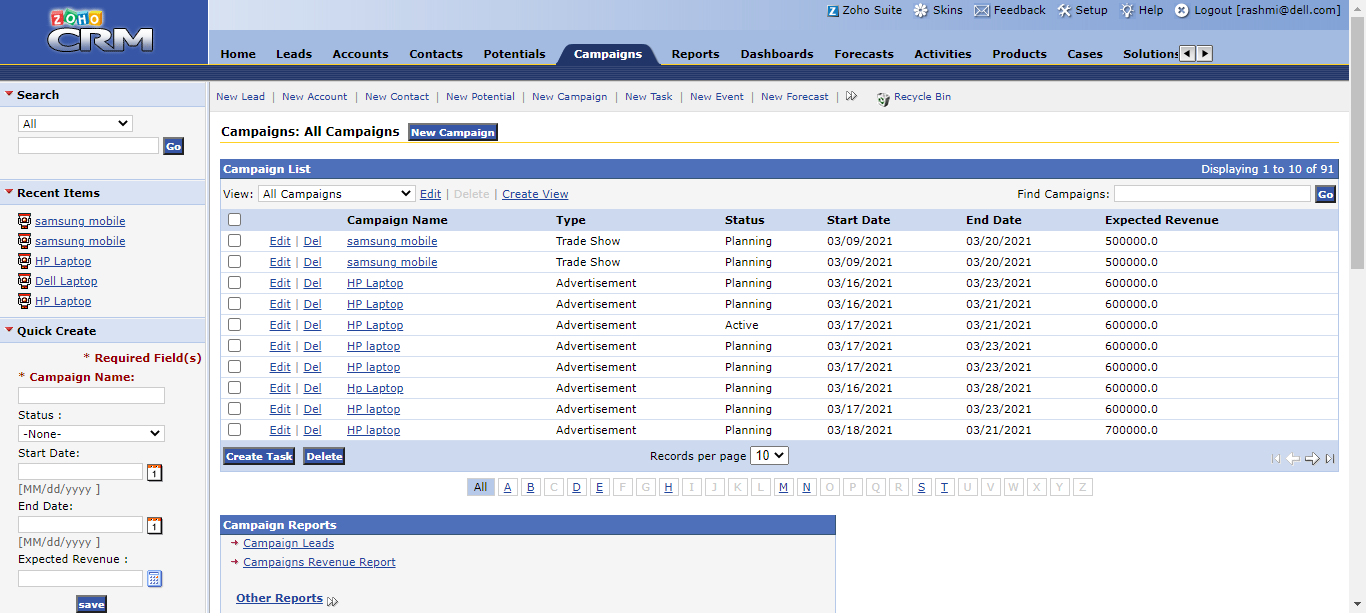 ZOHO
CRM
Zoho Suite Skins Feedback Setup Help Logout [rashmi@dell.com]
Home Leads Accounts Contacts Potentials Campaigns Reports Dashboards Forecasts Activities Products Cases Solutions
Search
All
Go
Recent Items
samsung mobile
samsung mobile
HP Laptop
Dell Laptop
HP Laptop
Quick Create
* Required Field(s)
* Campaign Name:
Status :
-None-
Start Date:
1
[MM/dd/yyyy ]
End Date:
1
[MM/dd/yyyy ]
Expected Revenue :
save
New Lead | New Account | New Contact | New Potential | New Campaign | New Task | New Event | New Forecast | Recycle Bin
Campaigns: All Campaigns New Campaign
Campaign List Displaying 1 to 10 of 91
View: All Campaigns Edit | Delete | Create View Find Campaigns: Go
Campaign Name Type Status Start Date End Date Expected Revenue
Edit | Del samsung mobile Trade Show Planning 03/09/2021 03/20/2021 500000.0
Edit | Del samsung mobile Trade Show Planning 03/09/2021 03/20/2021 500000.0
Edit | Del HP Laptop Advertisement Planning 03/16/2021 03/23/2021 600000.0
Edit | Del HP Laptop Advertisement Planning 03/16/2021 03/21/2021 600000.0
Edit | Del HP Laptop Advertisement Active 03/17/2021 03/21/2021 600000.0
Edit | Del HP laptop Advertisement Planning 03/17/2021 03/23/2021 600000.0
Edit | Del HP laptop Advertisement Planning 03/17/2021 03/23/2021 600000.0
Edit | Del Hp Laptop Advertisement Planning 03/16/2021 03/28/2021 600000.0
Edit | Del HP laptop Advertisement Planning 03/17/2021 03/23/2021 600000.0
Edit | Del HP laptop Advertisement Planning 03/18/2021 03/21/2021 700000.0
Create Task Delete Records per page 10
All A B C D E F G H I J K L M N O P Q R S T U V W X Y Z
Campaign Reports
Campaign Leads
Campaigns Revenue Report
Other Reports